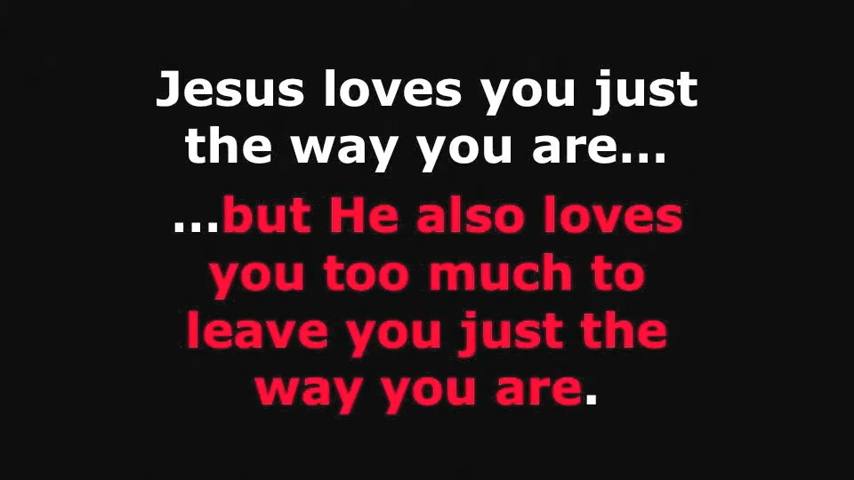 Jesus loves you just
the way you are...
...but He also loves
you too much to
leave you just the
way you are.